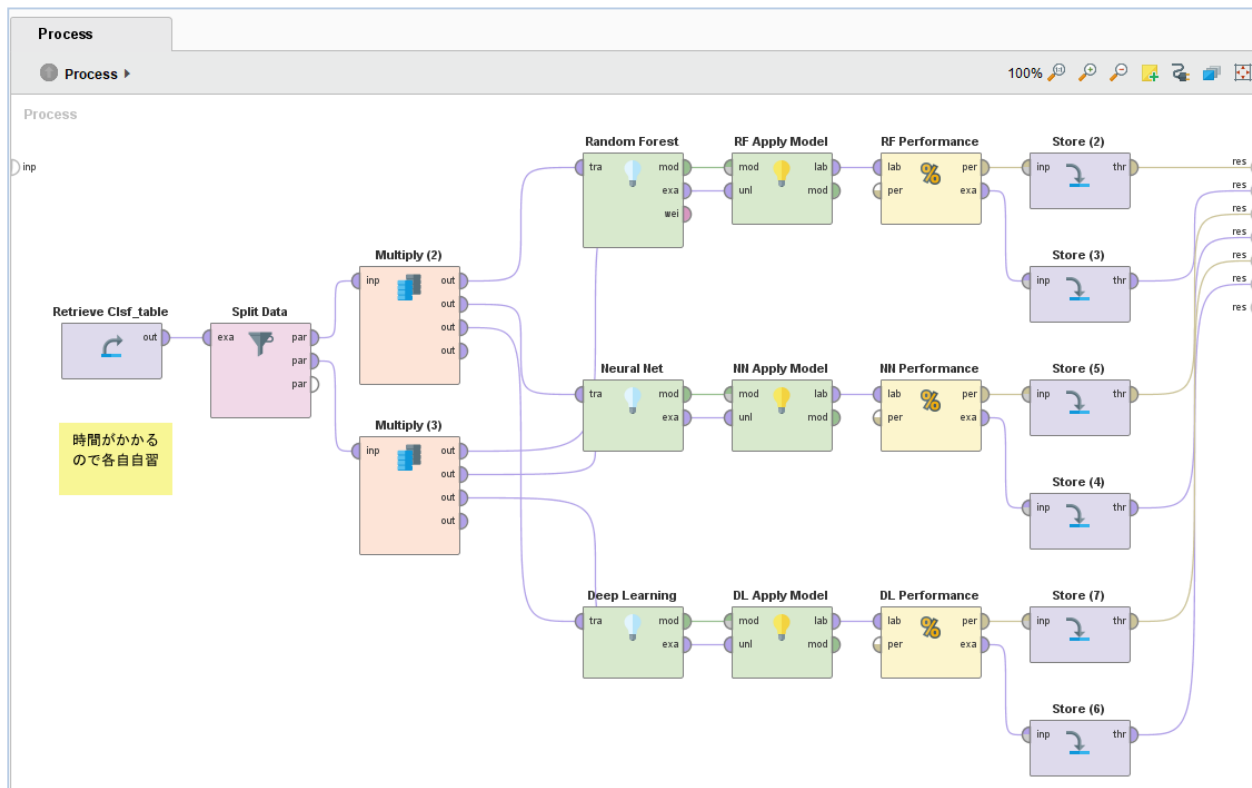 Process
Process
100%
Process
inp
res
res
res
res
res
res
res
Random Forest
tra
mod
exa
wei
RF Apply Model
mod
lab
unl
mod
RF Performance
lab
per
per
exa
Store (2)
inp
thr
Store (3)
inp
thr
Multiply (2)
inp
out
out
out
out
Retrieve Clsf_table
out
Split Data
exa
par
par
par
時間がかかる
ので各自自習
Multiply (3)
inp
out
out
out
out
Neural Net
tra
mod
exa
NN Apply Model
mod
lab
unl
mod
NN Performance
lab
per
per
exa
Store (5)
inp
thr
Store (4)
inp
thr
Deep Learning
tra
mod
exa
DL Apply Model
mod
lab
unl
mod
DL Performance
lab
per
per
exa
Store (7)
inp
thr
Store (6)
inp
thr